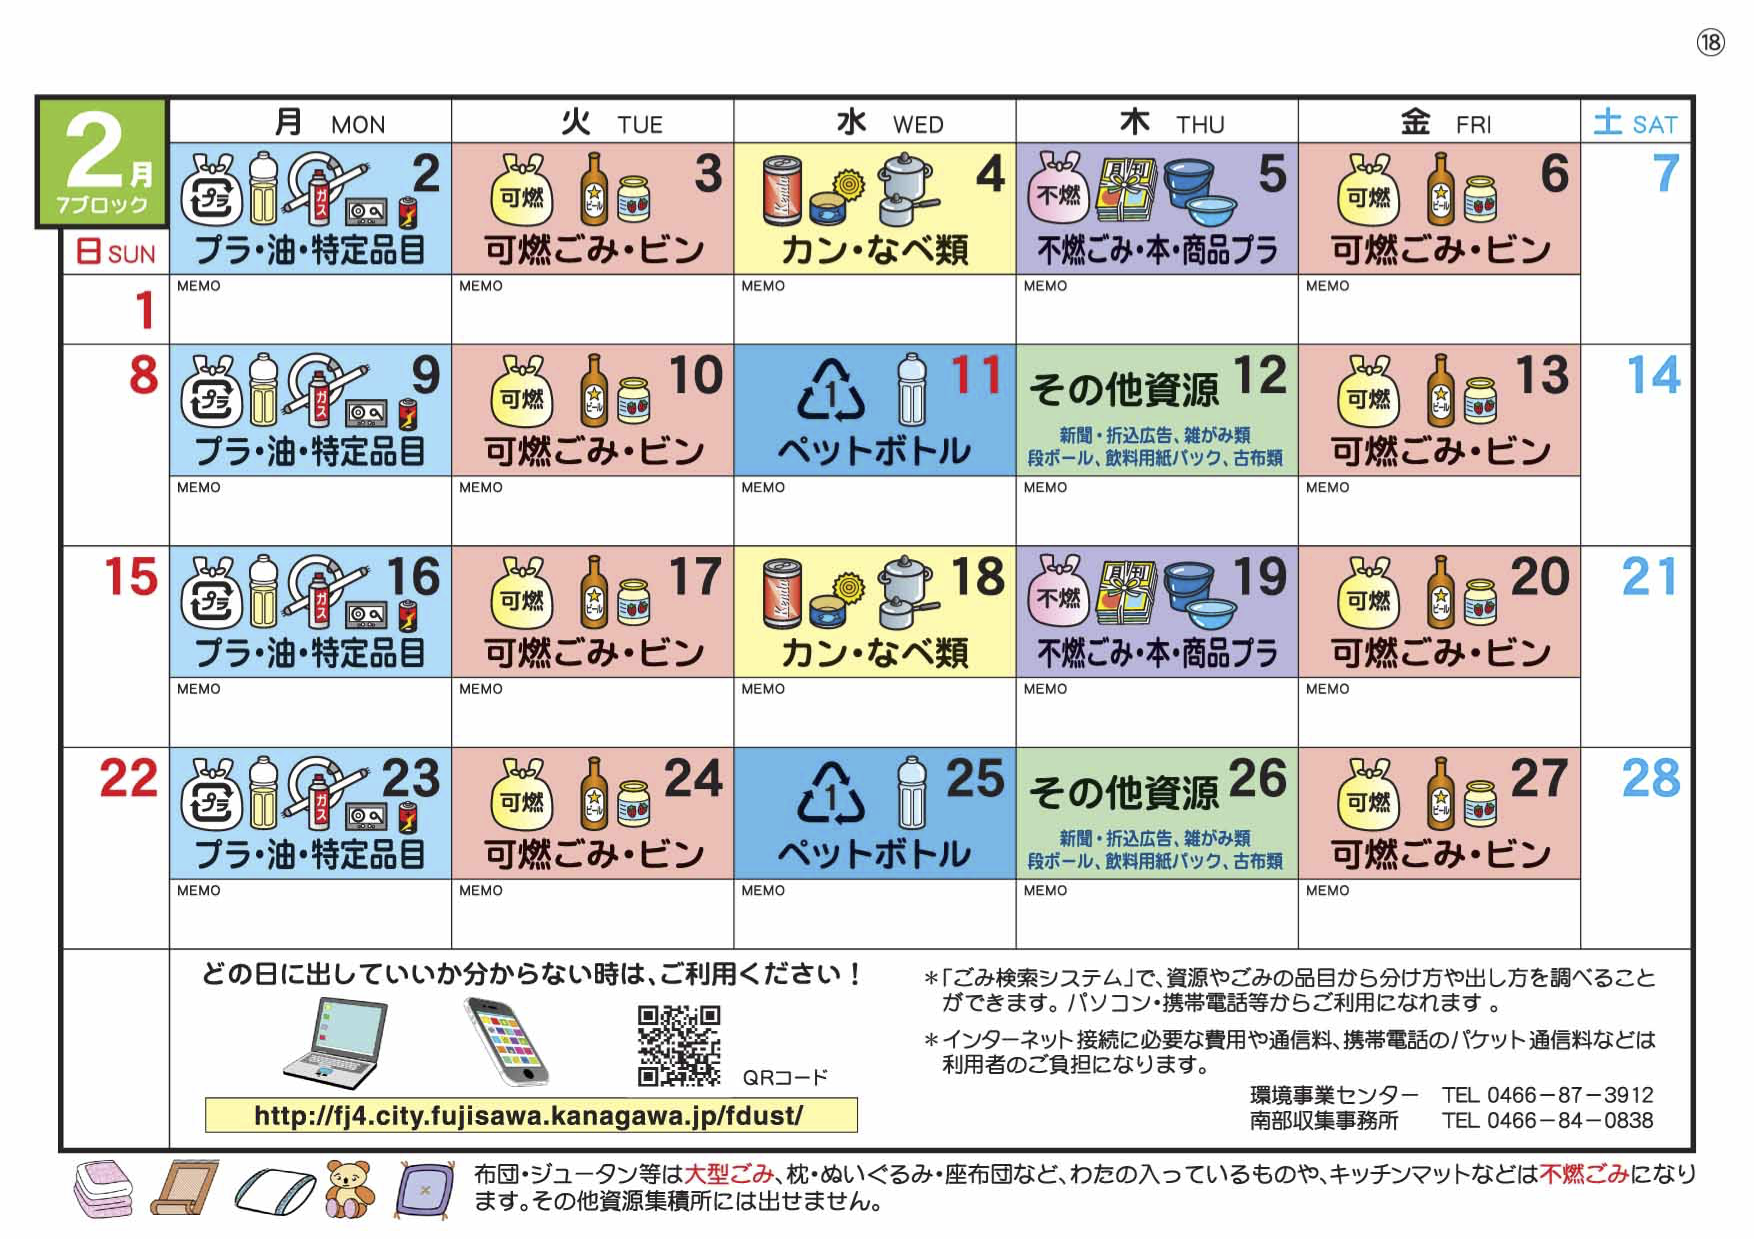 ⑱
2月
7ブロック
月 MON 火 TUE 水 WED 木 THU 金 FRI 土 SAT
日 SUN
プラ ガス 2
プラ・油・特定品目
可燃 ビール 3
可燃ごみ・ビン
4
カン・なべ類
不燃 月刊 5
不燃ごみ・本・商品プラ
可燃 ビール 6
可燃ごみ・ビン
7
1
MEMO MEMO MEMO MEMO MEMO
8
プラ ガス 9
プラ・油・特定品目
可燃 ビール 10
可燃ごみ・ビン
1 11
ペットボトル
その他資源 12
新聞・折込広告、雑がみ類
段ボール、飲料用紙パック、古布類
可燃 ビール 13
可燃ごみ・ビン
14
MEMO MEMO MEMO MEMO MEMO
15
プラ ガス 16
プラ・油・特定品目
可燃 ビール 17
可燃ごみ・ビン
18
カン・なべ類
不燃 月刊 19
不燃ごみ・本・商品プラ
可燃 ビール 20
可燃ごみ・ビン
21
MEMO MEMO MEMO MEMO MEMO
22
プラ ガス 23
プラ・油・特定品目
可燃 ビール 24
可燃ごみ・ビン
1 25
ペットボトル
その他資源 26
新聞・折込広告、雑がみ類
段ボール、飲料用紙パック、古布類
可燃 ビール 27
可燃ごみ・ビン
28
MEMO MEMO MEMO MEMO MEMO
どの日に出していいか分からない時は、ご利用ください！
QRコード
http://fj4.city.fujisawa.kanagawa.jp/fdust/
＊「ごみ検索システム」で、資源やごみの品目から分け方や出し方を調べること
ができます。パソコン・携帯電話等からご利用になれます 。
＊インターネット接続に必要な費用や通信料、携帯電話のパケット通信料などは
利用者のご負担になります。
環境事業センター TEL 0466－87－3912
南部収集事務所 TEL 0466－84－0838
布団・ジュータン等は大型ごみ、枕・ぬいぐるみ・座布団など、わたの入っているものや、キッチンマットなどは不燃ごみになり
ます。その他資源集積所には出せません。